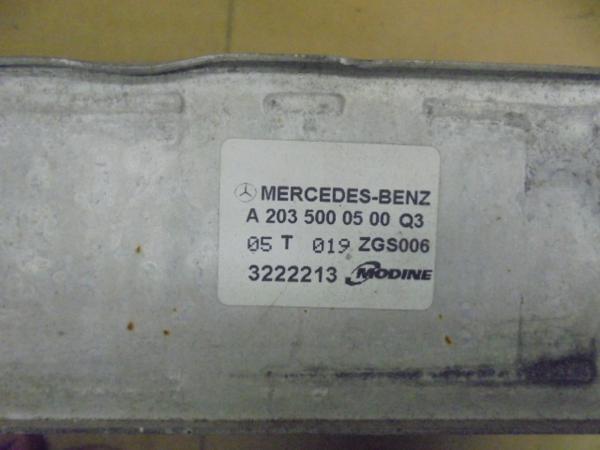 MERCEDES-BENZ
A 203 500 05 00 Q3
05 T 019 ZGS006
3222213 MODINE